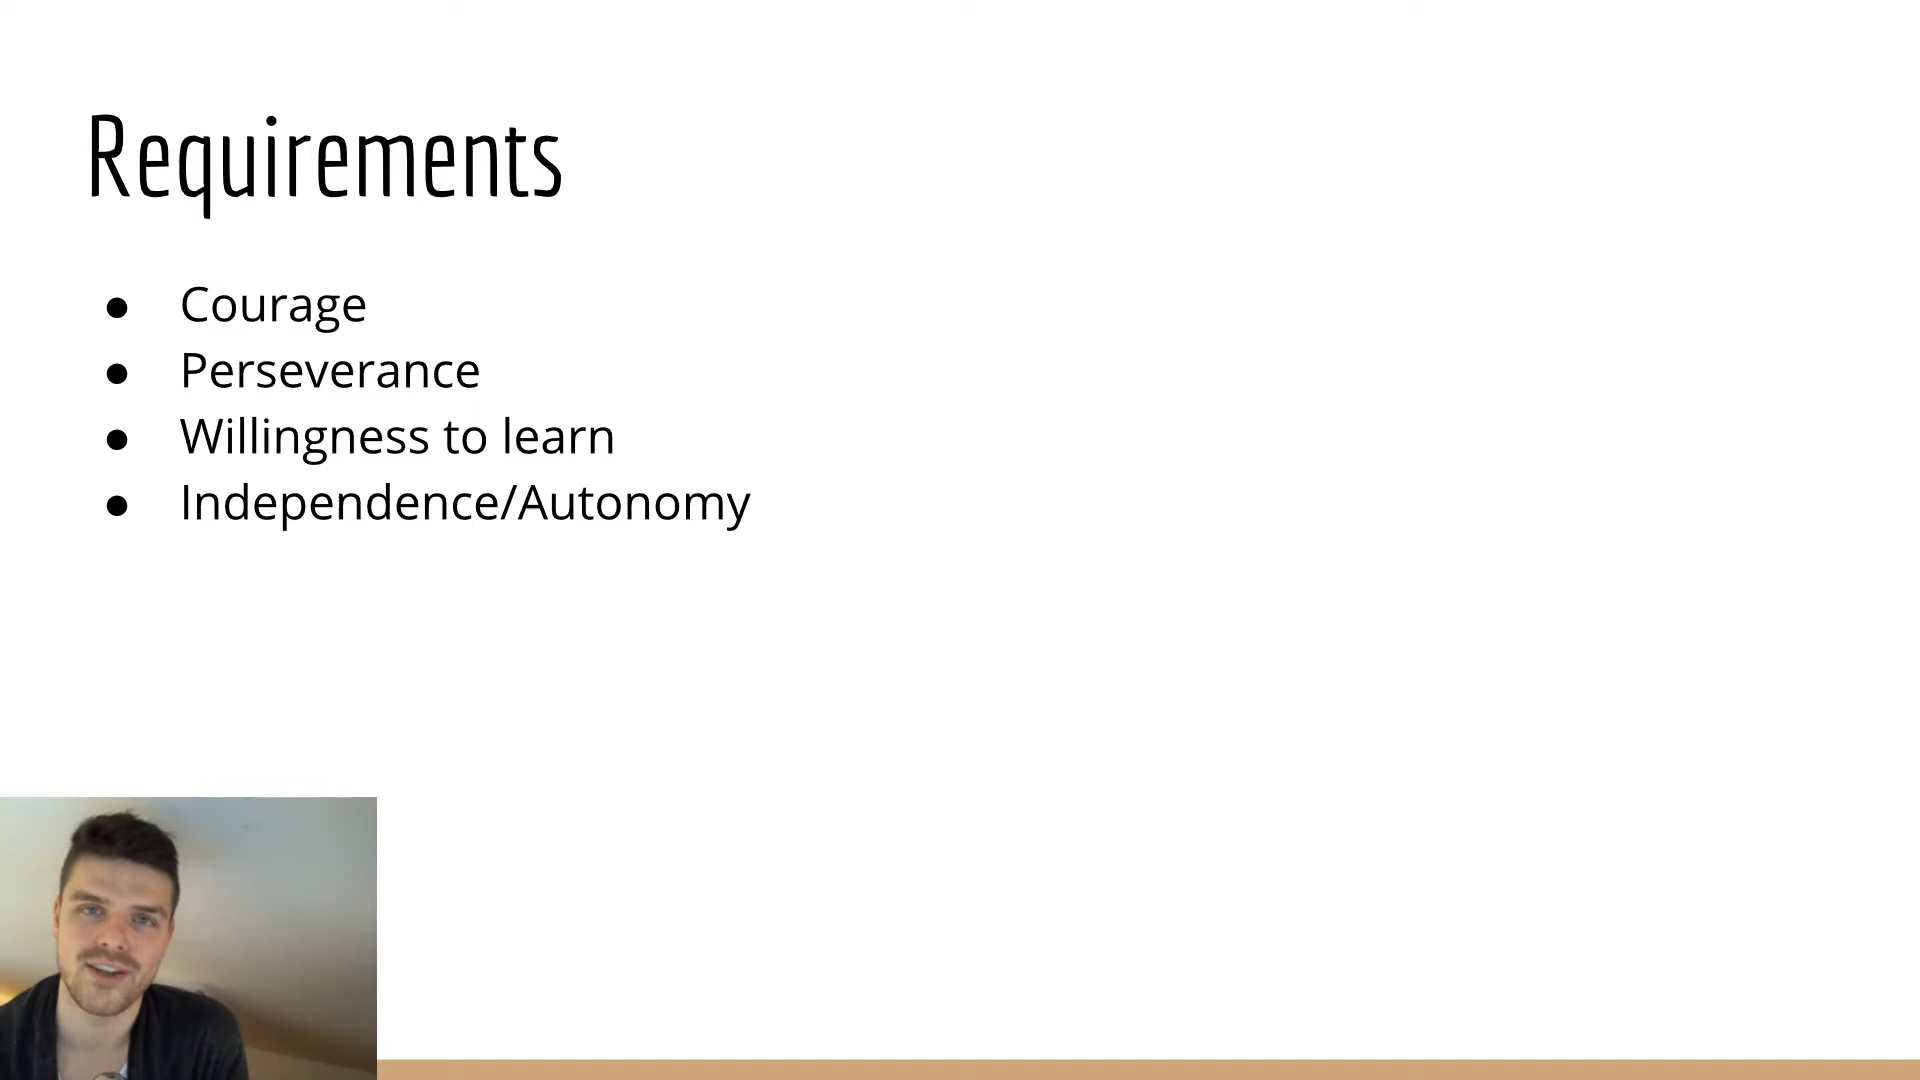 Requirements
● Courage
● Perseverance
● Willingness to learn
● Independence/Autonomy